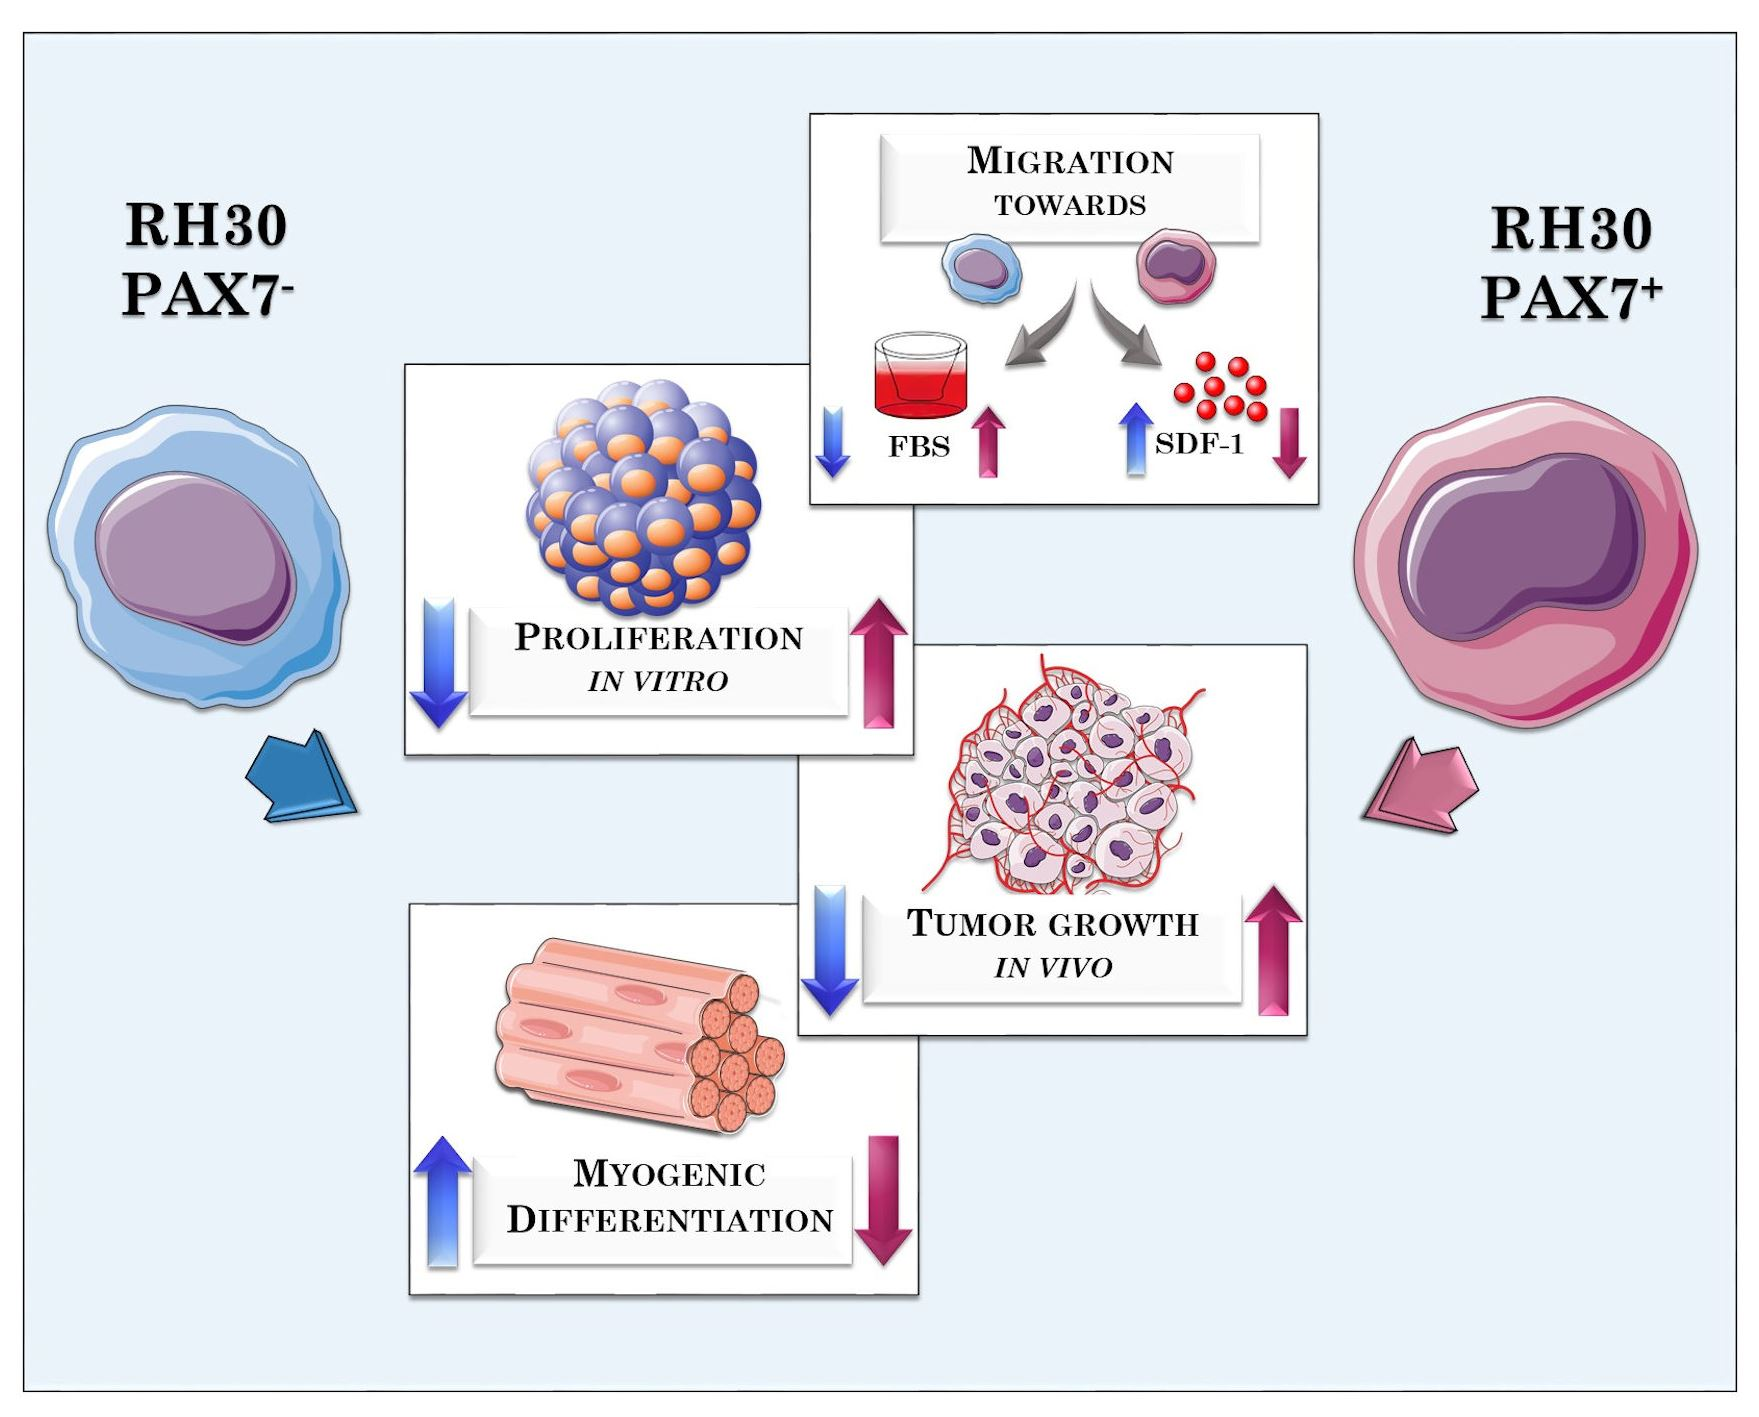 RH30
PAX7-
MIGRATION
TOWARDS
FBS
SDF-1
RH30
PAX7+
PROLIFERATION
IN VITRO
TUMOR GROWTH
IN VIVO
MYOGENIC
DIFFERENTIATION